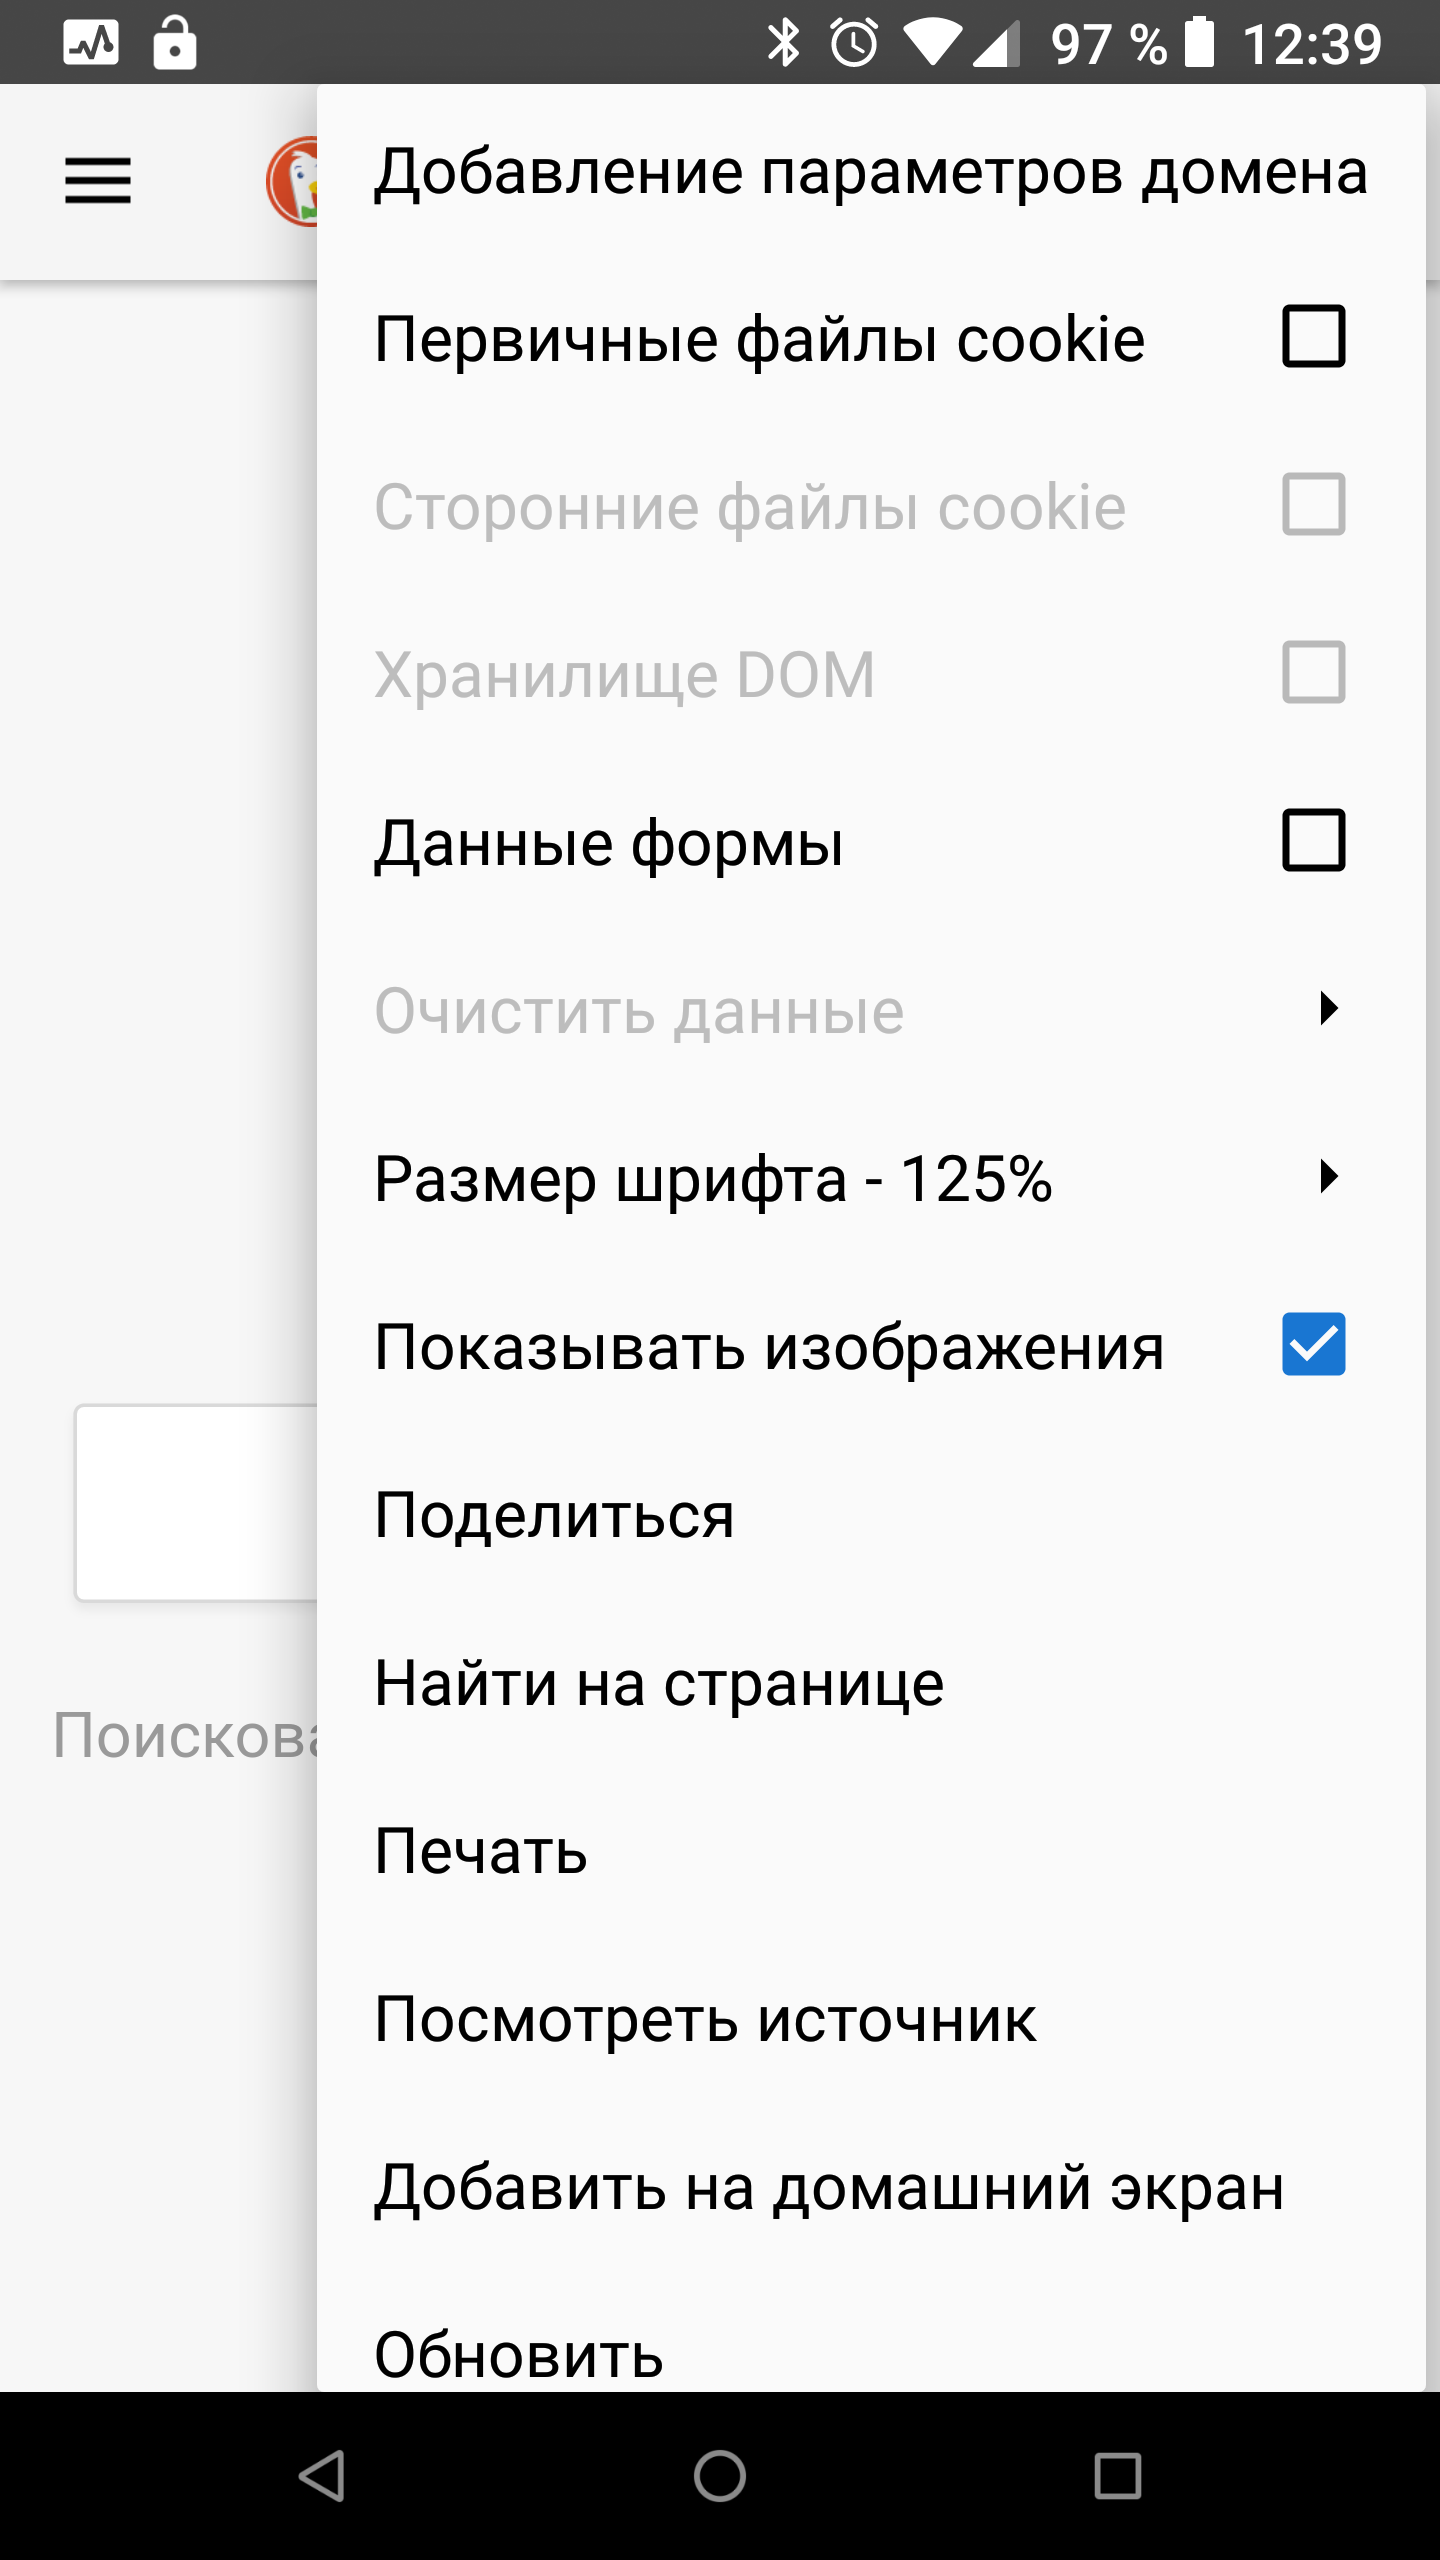 97 % 12:39
Добавление параметров домена
Первичные файлы cookie
Сторонние файлы cookie
Хранилище DOM
Данные формы
Очистить данные
Размер шрифта - 125%
Показывать изображения
Поделиться
Найти на странице
Поискова
Печать
Посмотреть источник
Добавить на домашний экран
Обновить